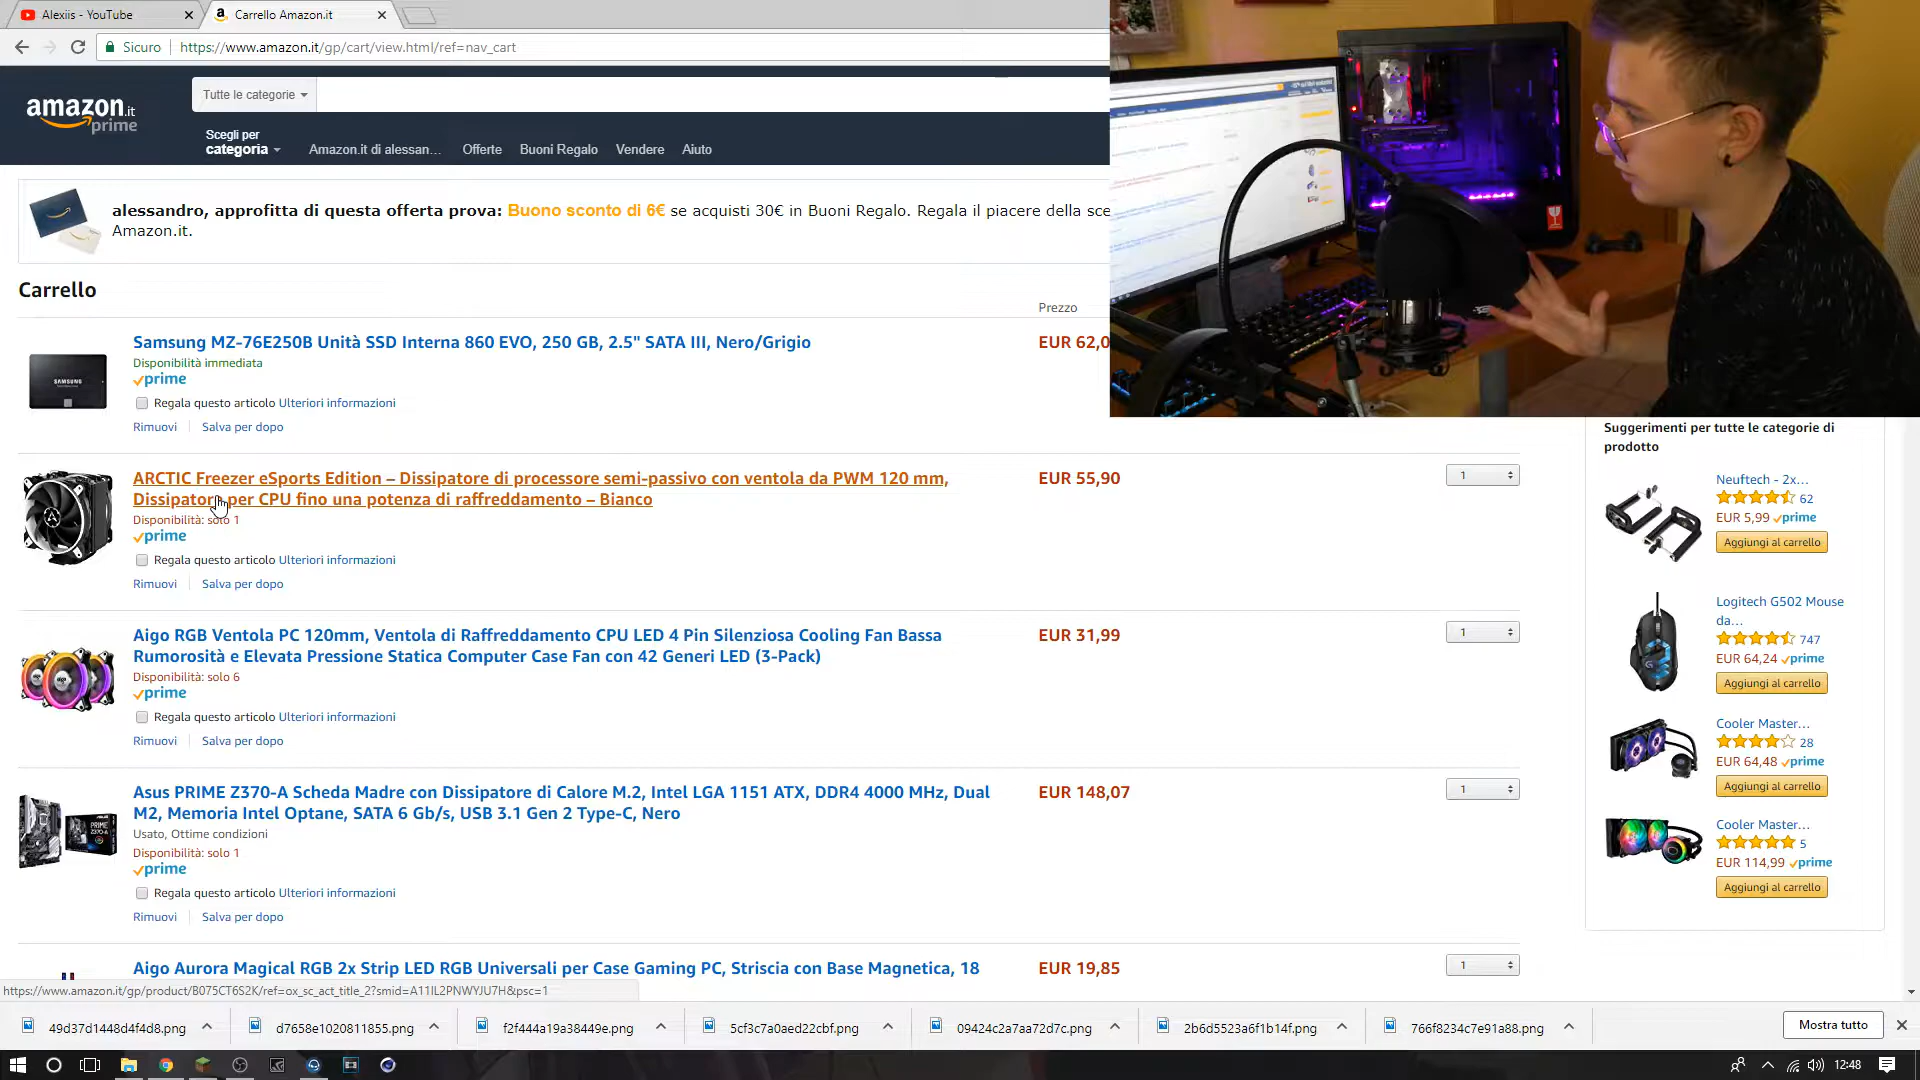 Alexiis - YouTube
Carrello Amazon.it
Sicuro
https://www.amazon.it/gp/cart/view.html/ref=nav_cart
amazon.it
prime
Tutte le categorie
Scegli per
categoria
Amazon.it di alessan...
Offerte
Buoni Regalo
Vendere
Aiuto
alessandro, approfitta di questa offerta prova: Buono sconto di 6€ se acquisti 30€ in Buoni Regalo. Regala il piacere della sce
Amazon.it.
Carrello
Prezzo
Samsung MZ-76E250B Unità SSD Interna 860 EVO, 250 GB, 2.5" SATA III, Nero/Grigio
EUR 62,0
Disponibilità immediata
prime
SAMSUNG
Regala questo articolo Ulteriori informazioni
Rimuovi
Salva per dopo
ARCTIC Freezer eSports Edition – Dissipatore di processore semi-passivo con ventola da PWM 120 mm,
Dissipatore per CPU fino una potenza di raffreddamento – Bianco
EUR 55,90
1
Disponibilità: solo 1
prime
Regala questo articolo Ulteriori informazioni
Rimuovi
Salva per dopo
Aigo RGB Ventola PC 120mm, Ventola di Raffreddamento CPU LED 4 Pin Silenziosa Cooling Fan Bassa
Rumorosità e Elevata Pressione Statica Computer Case Fan con 42 Generi LED (3-Pack)
EUR 31,99
1
Disponibilità: solo 6
prime
Regala questo articolo Ulteriori informazioni
Rimuovi
Salva per dopo
Asus PRIME Z370-A Scheda Madre con Dissipatore di Calore M.2, Intel LGA 1151 ATX, DDR4 4000 MHz, Dual
M2, Memoria Intel Optane, SATA 6 Gb/s, USB 3.1 Gen 2 Type-C, Nero
EUR 148,07
1
Usato, Ottime condizioni
Disponibilità: solo 1
prime
Regala questo articolo Ulteriori informazioni
Rimuovi
Salva per dopo
Aigo Aurora Magical RGB 2x Strip LED RGB Universali per Case Gaming PC, Striscia con Base Magnetica, 18
EUR 19,85
1
Suggerimenti per tutte le categorie di
prodotto
Neuftech - 2x...
62
EUR 5,99 prime
Aggiungi al carrello
Logitech G502 Mouse
da...
747
EUR 64,24 prime
Aggiungi al carrello
Cooler Master...
28
EUR 64,48 prime
Aggiungi al carrello
Cooler Master...
5
EUR 114,99 prime
Aggiungi al carrello
https://www.amazon.it/gp/product/B075CT6S2K/ref=ox_sc_act_title_2?smid=A11IL2PNWYJU7H&psc=1
49d37d1448d4f4d8.png
d7658e1020811855.png
f2f444a19a38449e.png
5cf3c7a0aed22cbf.png
09424c2a7aa72d7c.png
2b6d5523a6f1b14f.png
766f8234c7e91a88.png
Mostra tutto
12:48